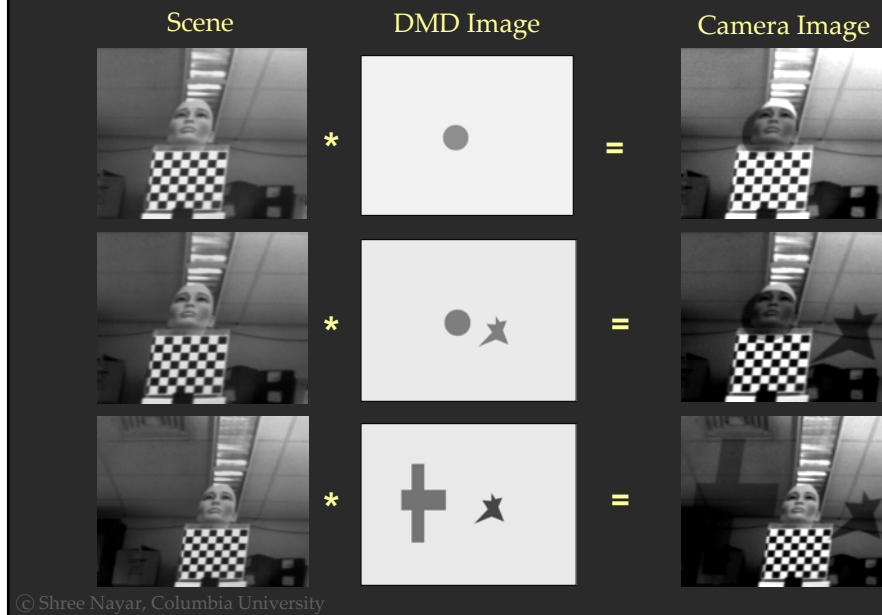 Scene DMD Image Camera Image
* =
* =
* =
© Shree Nayar, Columbia University